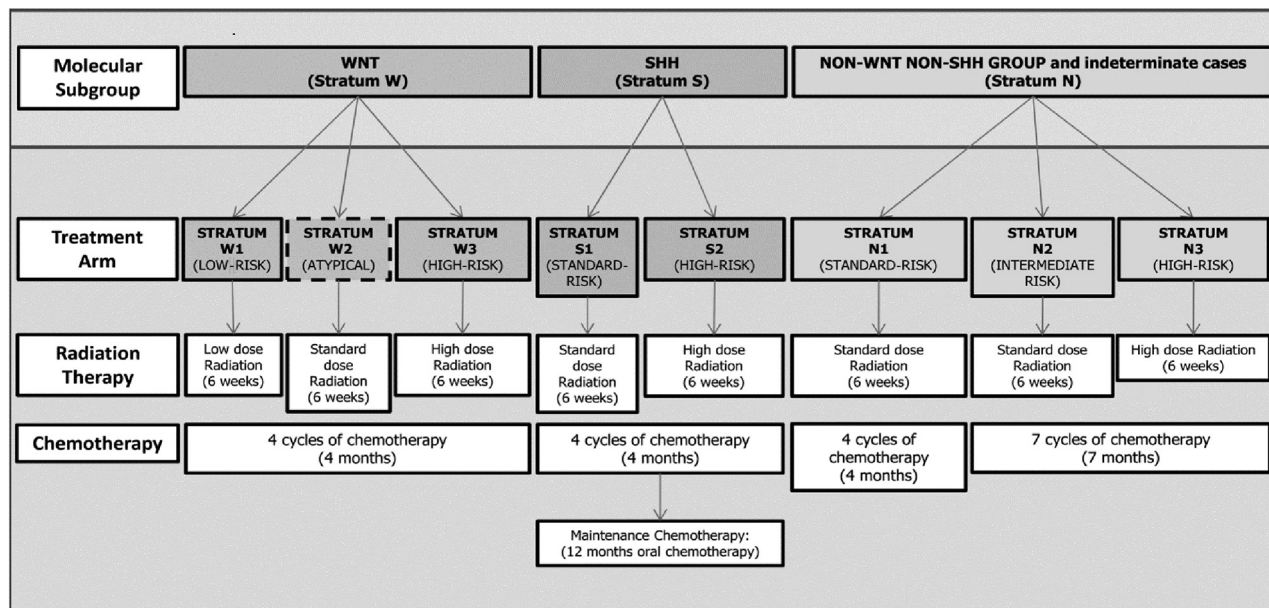 Molecular
Subgroup
WNT
(Stratum W)
SHH
(Stratum S)
NON-WNT NON-SHH GROUP and indeterminate cases
(Stratum N)
Treatment
Arm
STRATUM
W1
(LOW-RISK)
STRATUM
W2
(ATYPICAL)
STRATUM
W3
(HIGH-RISK)
STRATUM
S1
(STANDARD-
RISK)
STRATUM
S2
(HIGH-RISK)
STRATUM
N1
(STANDARD-RISK)
STRATUM
N2
(INTERMEDIATE
RISK)
STRATUM
N3
(HIGH-RISK)
Radiation
Therapy
Low dose
Radiation
(6 weeks)
Standard
dose
Radiation
(6 weeks)
High dose
Radiation
(6 weeks)
Standard
dose
Radiation
(6 weeks)
High dose
Radiation
(6 weeks)
Standard dose
Radiation
(6 weeks)
Standard dose
Radiation
(6 weeks)
High dose Radiation
(6 weeks)
Chemotherapy
4 cycles of chemotherapy
(4 months)
4 cycles of chemotherapy
(4 months)
4 cycles of
chemotherapy
(4 months)
7 cycles of chemotherapy
(7 months)
Maintenance Chemotherapy:
(12 months oral chemotherapy)